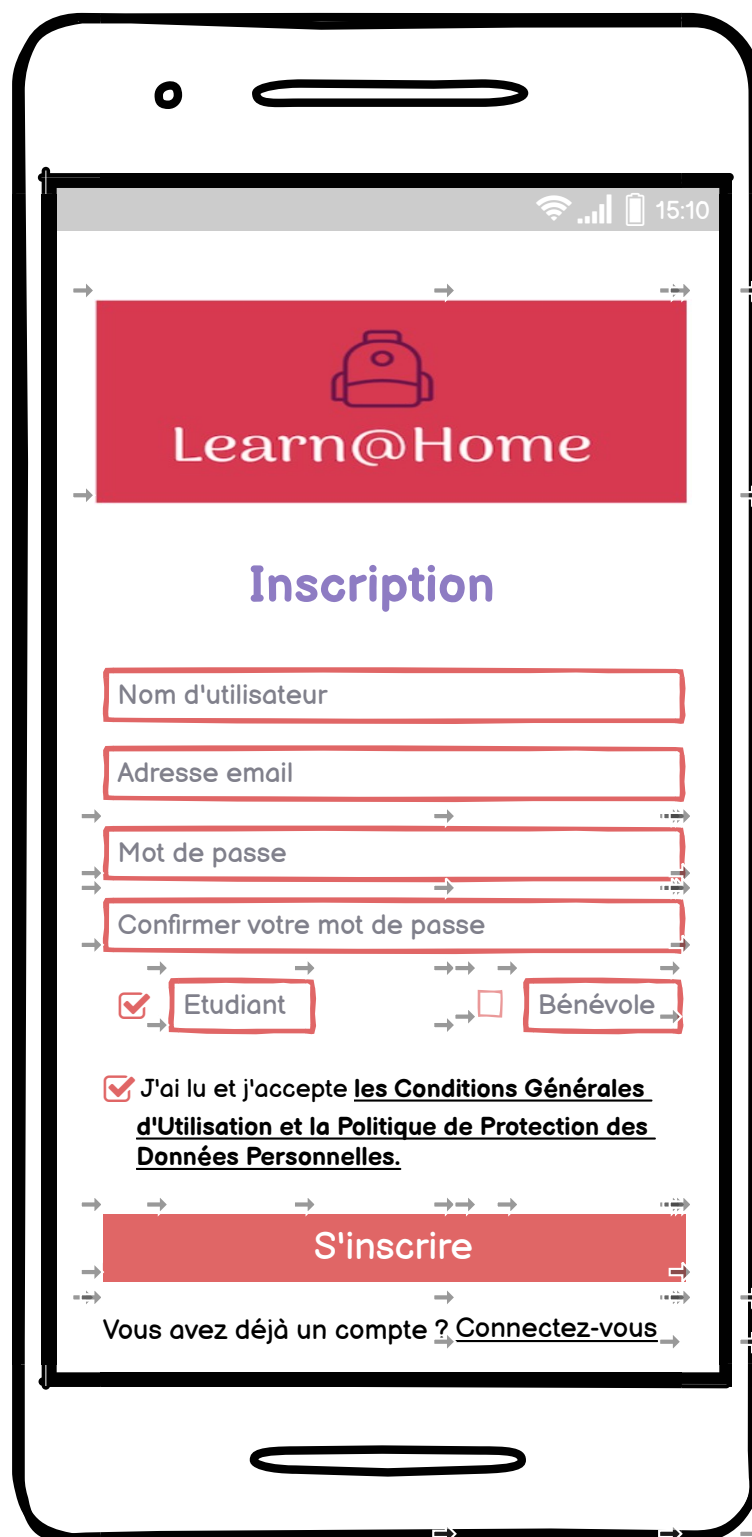 15:10
Learn@Home
Inscription
Nom d'utilisateur
Adresse email
Mot de passe
Confirmer votre mot de passe
Etudiant Bénévole
J'ai lu et j'accepte les Conditions Générales
d'Utilisation et la Politique de Protection des
Données Personnelles.
S'inscrire
Vous avez déjà un compte ? Connectez-vous